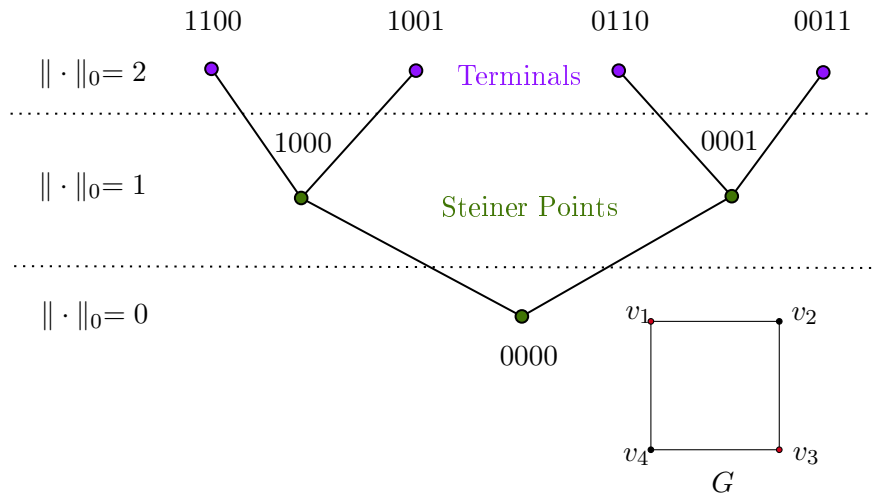 1100 1001 0110 0011
‖ · ‖₀= 2 Terminals
1000 0001
‖ · ‖₀= 1 Steiner Points
‖ · ‖₀= 0
0000
v₁ v₂
v₄ v₃
G